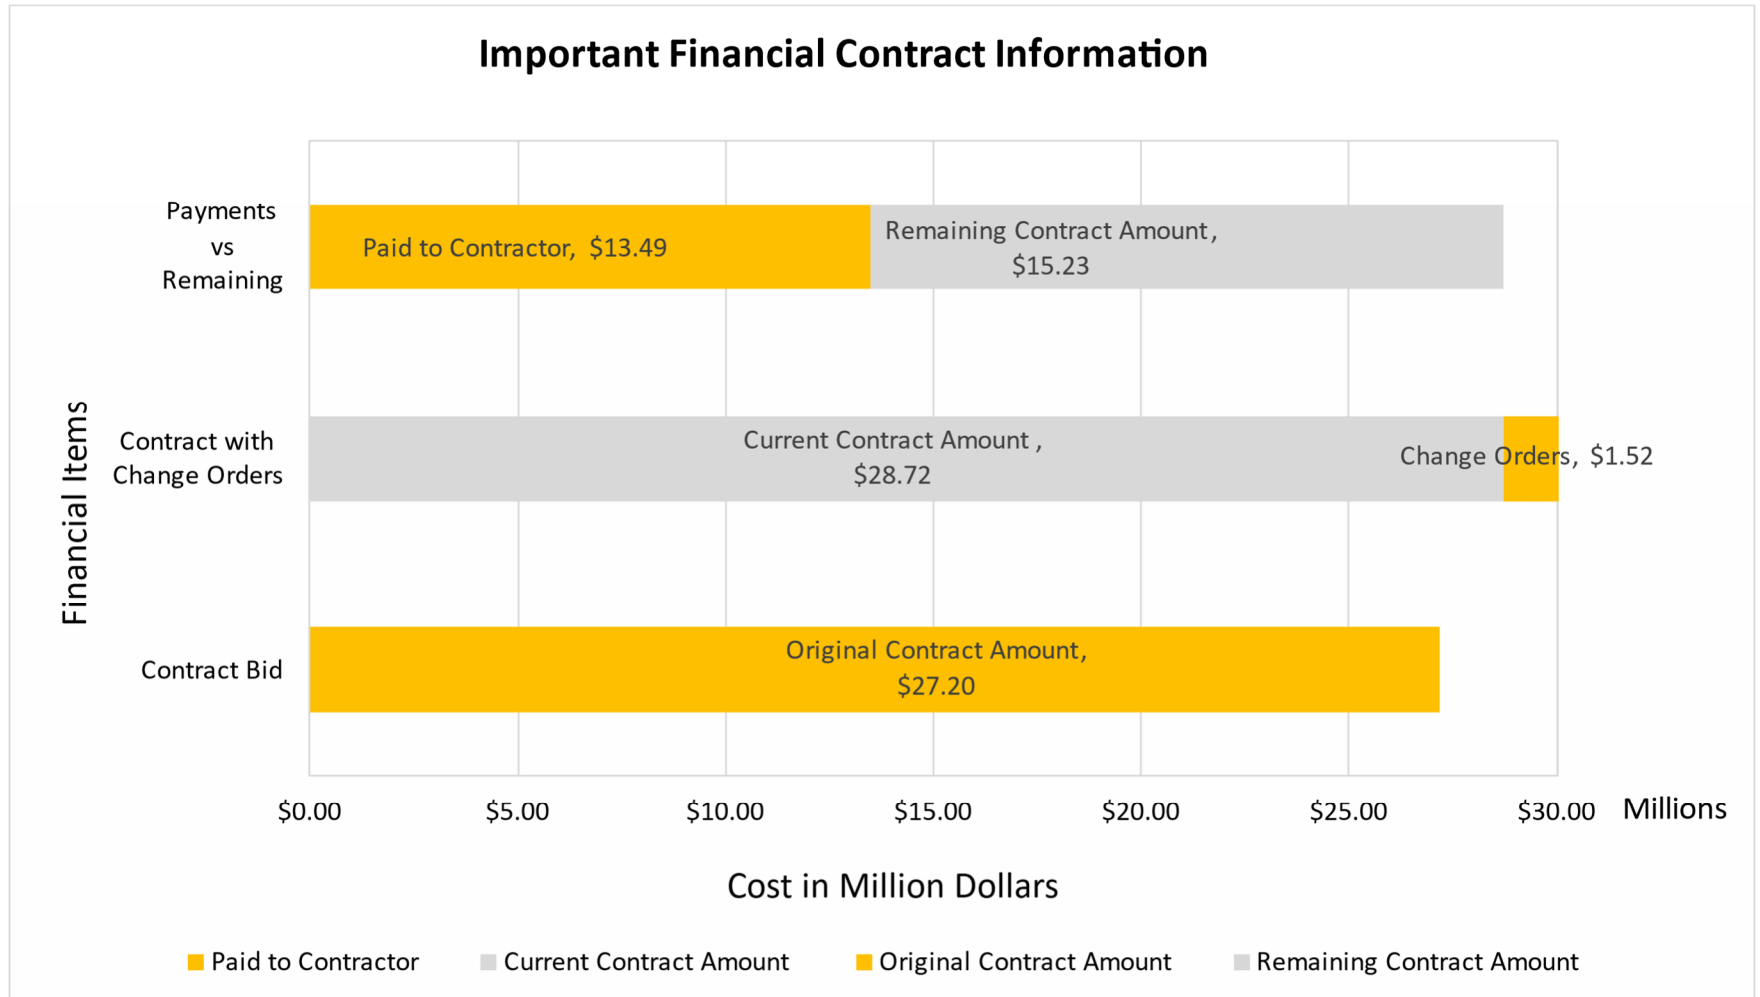 Important Financial Contract Information
Payments
vs
Remaining
Paid to Contractor, $13.49
Remaining Contract Amount,
$15.23
Financial Items
Contract with
Change Orders
Current Contract Amount ,
$28.72
Change Orders, $1.52
Contract Bid
Original Contract Amount,
$27.20
$0.00 $5.00 $10.00 $15.00 $20.00 $25.00 $30.00 Millions
Cost in Million Dollars
Paid to Contractor Current Contract Amount Original Contract Amount Remaining Contract Amount